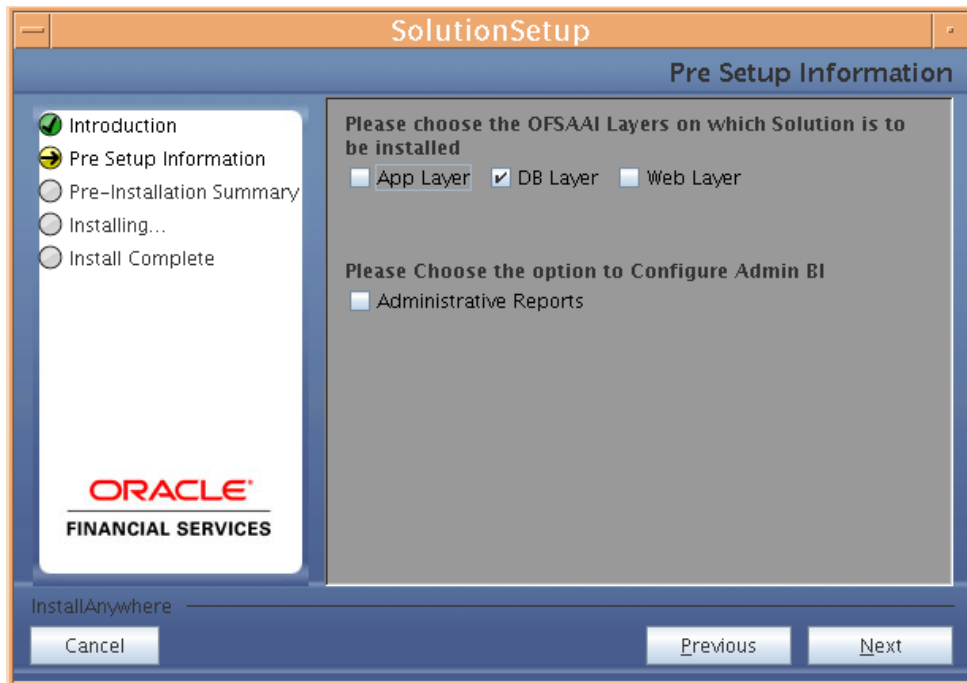 SolutionSetup
Pre Setup Information
Introduction
Pre Setup Information
Pre-Installation Summary
Installing...
Install Complete
ORACLE
FINANCIAL SERVICES
Please choose the OFSAAI Layers on which Solution is to
be installed
App Layer DB Layer Web Layer
Please Choose the option to Configure Admin BI
Administrative Reports
InstallAnywhere
Cancel Previous Next